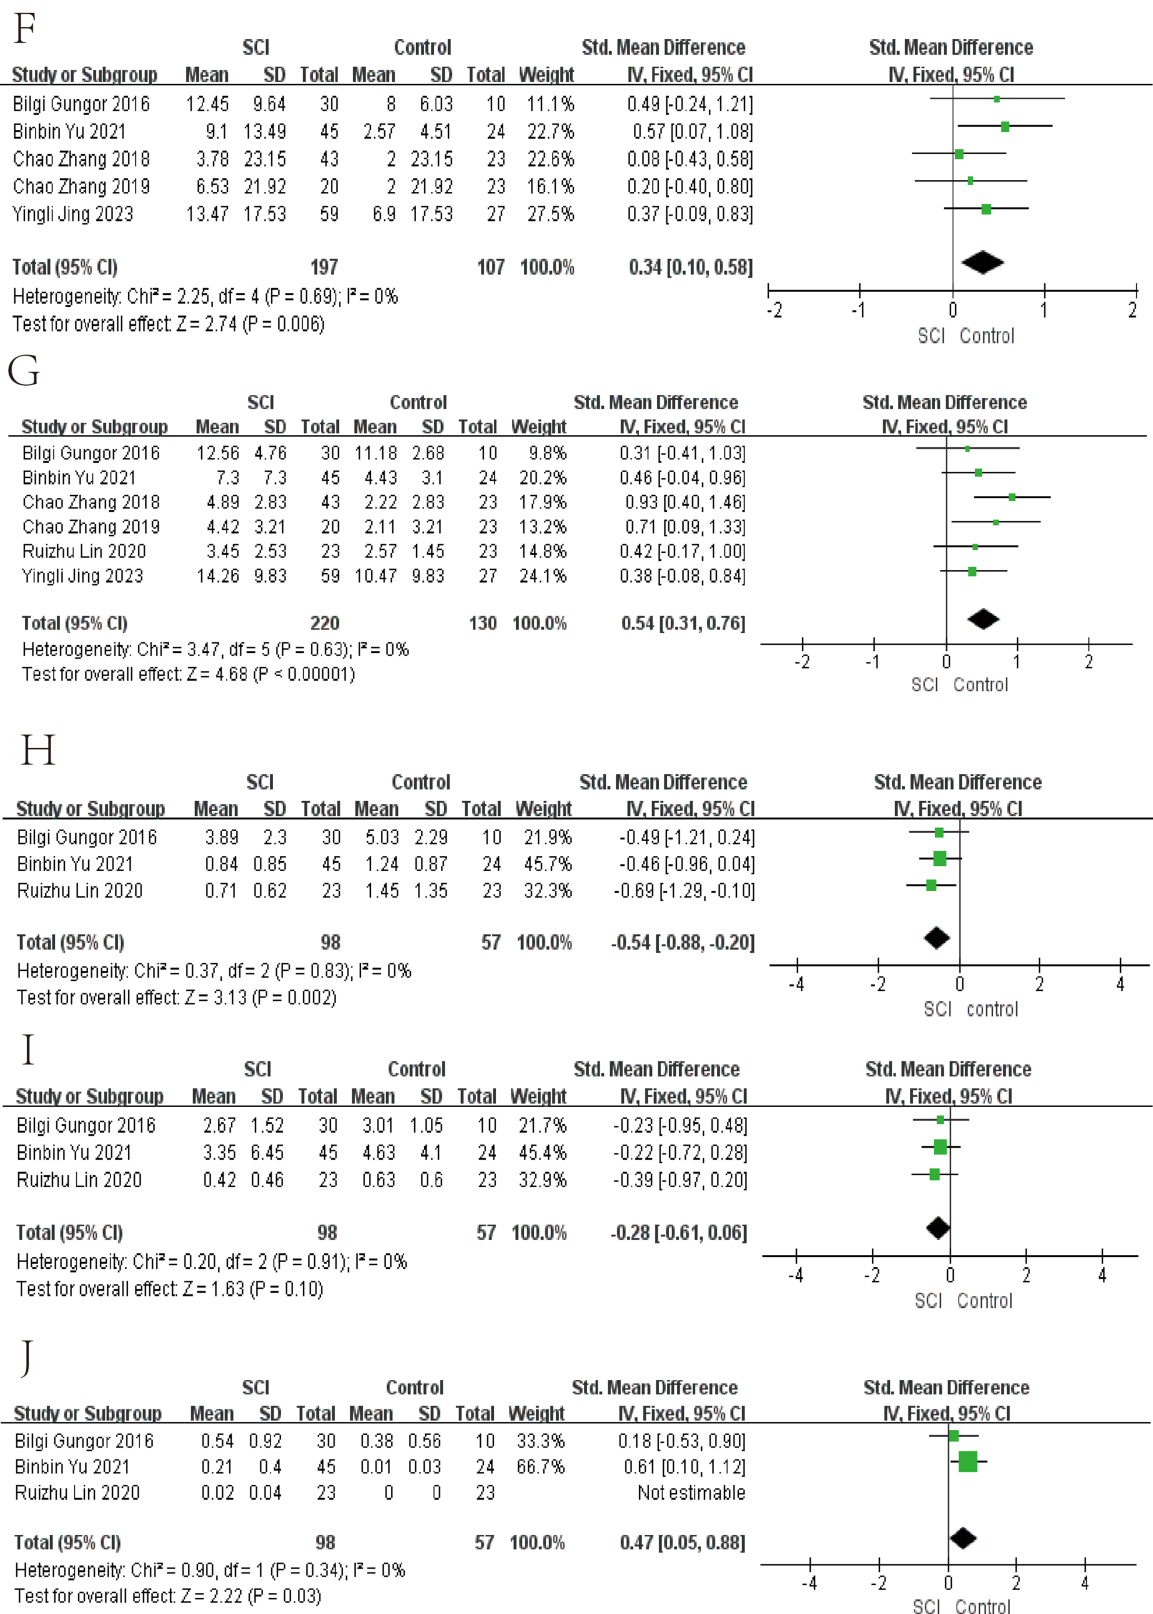 F
SCI Control Std. Mean Difference Std. Mean Difference
Study or Subgroup Mean SD Total Mean SD Total Weight IV, Fixed, 95% CI IV, Fixed, 95% CI
Bilgi Gungor 2016 12.45 9.64 30 8 6.03 10 11.1% 0.49 [-0.24, 1.21]
Binbin Yu 2021 9.1 13.49 45 2.57 4.51 24 22.7% 0.57 [0.07, 1.08]
Chao Zhang 2018 3.78 23.15 43 2 23.15 23 22.6% 0.08 [-0.43, 0.58]
Chao Zhang 2019 6.53 21.92 20 2 21.92 23 16.1% 0.20 [-0.40, 0.80]
Yingli Jing 2023 13.47 17.53 59 6.9 17.53 27 27.5% 0.37 [-0.09, 0.83]
Total (95% CI) 197 107 100.0% 0.34 [0.10, 0.58]
Heterogeneity: Chi² = 2.25, df = 4 (P = 0.69); I² = 0%
Test for overall effect: Z = 2.74 (P = 0.006)
-2 -1 0 1 2
SCI Control
G
SCI Control Std. Mean Difference Std. Mean Difference
Study or Subgroup Mean SD Total Mean SD Total Weight IV, Fixed, 95% CI IV, Fixed, 95% CI
Bilgi Gungor 2016 12.56 4.76 30 11.18 2.68 10 9.8% 0.31 [-0.41, 1.03]
Binbin Yu 2021 7.3 7.3 45 4.43 3.1 24 20.2% 0.46 [-0.04, 0.96]
Chao Zhang 2018 4.89 2.83 43 2.22 2.83 23 17.9% 0.93 [0.40, 1.46]
Chao Zhang 2019 4.42 3.21 20 2.11 3.21 23 13.2% 0.71 [0.09, 1.33]
Ruizhu Lin 2020 3.45 2.53 23 2.57 1.45 23 14.8% 0.42 [-0.17, 1.00]
Yingli Jing 2023 14.26 9.83 59 10.47 9.83 27 24.1% 0.38 [-0.08, 0.84]
Total (95% CI) 220 130 100.0% 0.54 [0.31, 0.76]
Heterogeneity: Chi² = 3.47, df = 5 (P = 0.63); I² = 0%
Test for overall effect: Z = 4.68 (P < 0.00001)
-2 -1 0 1 2
SCI Control
H
SCI Control Std. Mean Difference Std. Mean Difference
Study or Subgroup Mean SD Total Mean SD Total Weight IV, Fixed, 95% CI IV, Fixed, 95% CI
Bilgi Gungor 2016 3.89 2.3 30 5.03 2.29 10 21.9% -0.49 [-1.21, 0.24]
Binbin Yu 2021 0.84 0.85 45 1.24 0.87 24 45.7% -0.46 [-0.96, 0.04]
Ruizhu Lin 2020 0.71 0.62 23 1.45 1.35 23 32.3% -0.69 [-1.29, -0.10]
Total (95% CI) 98 57 100.0% -0.54 [-0.88, -0.20]
Heterogeneity: Chi² = 0.37, df = 2 (P = 0.83); I² = 0%
Test for overall effect: Z = 3.13 (P = 0.002)
-4 -2 0 2 4
SCI control
I
SCI Control Std. Mean Difference Std. Mean Difference
Study or Subgroup Mean SD Total Mean SD Total Weight IV, Fixed, 95% CI IV, Fixed, 95% CI
Bilgi Gungor 2016 2.67 1.52 30 3.01 1.05 10 21.7% -0.23 [-0.95, 0.48]
Binbin Yu 2021 3.35 6.45 45 4.63 4.1 24 45.4% -0.22 [-0.72, 0.28]
Ruizhu Lin 2020 0.42 0.46 23 0.63 0.6 23 32.9% -0.39 [-0.97, 0.20]
Total (95% CI) 98 57 100.0% -0.28 [-0.61, 0.06]
Heterogeneity: Chi² = 0.20, df = 2 (P = 0.91); I² = 0%
Test for overall effect: Z = 1.63 (P = 0.10)
-4 -2 0 2 4
SCI Control
J
SCI Control Std. Mean Difference Std. Mean Difference
Study or Subgroup Mean SD Total Mean SD Total Weight IV, Fixed, 95% CI IV, Fixed, 95% CI
Bilgi Gungor 2016 0.54 0.92 30 0.38 0.56 10 33.3% 0.18 [-0.53, 0.90]
Binbin Yu 2021 0.21 0.4 45 0.01 0.03 24 66.7% 0.61 [0.10, 1.12]
Ruizhu Lin 2020 0.02 0.04 23 0 0 23 Not estimable
Total (95% CI) 98 57 100.0% 0.47 [0.05, 0.88]
Heterogeneity: Chi² = 0.90, df = 1 (P = 0.34); I² = 0%
Test for overall effect: Z = 2.22 (P = 0.03)
-4 -2 0 2 4
SCI Control